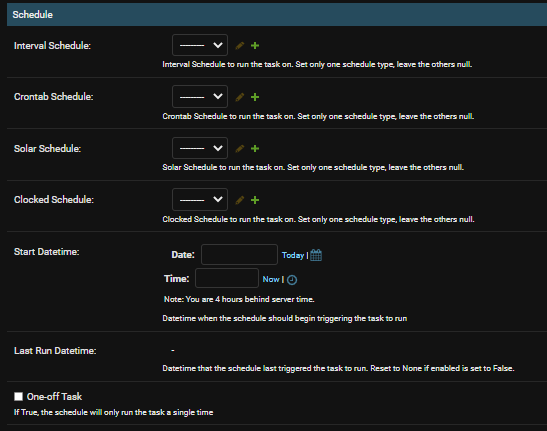 Schedule
Interval Schedule: ---------
Interval Schedule to run the task on. Set only one schedule type, leave the others null.
Crontab Schedule: ---------
Crontab Schedule to run the task on. Set only one schedule type, leave the others null.
Solar Schedule: ---------
Solar Schedule to run the task on. Set only one schedule type, leave the others null.
Clocked Schedule: ---------
Clocked Schedule to run the task on. Set only one schedule type, leave the others null.
Start Datetime: Date: Today |
Time: Now |
Note: You are 4 hours behind server time.
Datetime when the schedule should begin triggering the task to run
Last Run Datetime: -
Datetime that the schedule last triggered the task to run. Reset to None if enabled is set to False.
One-off Task
If True, the schedule will only run the task a single time